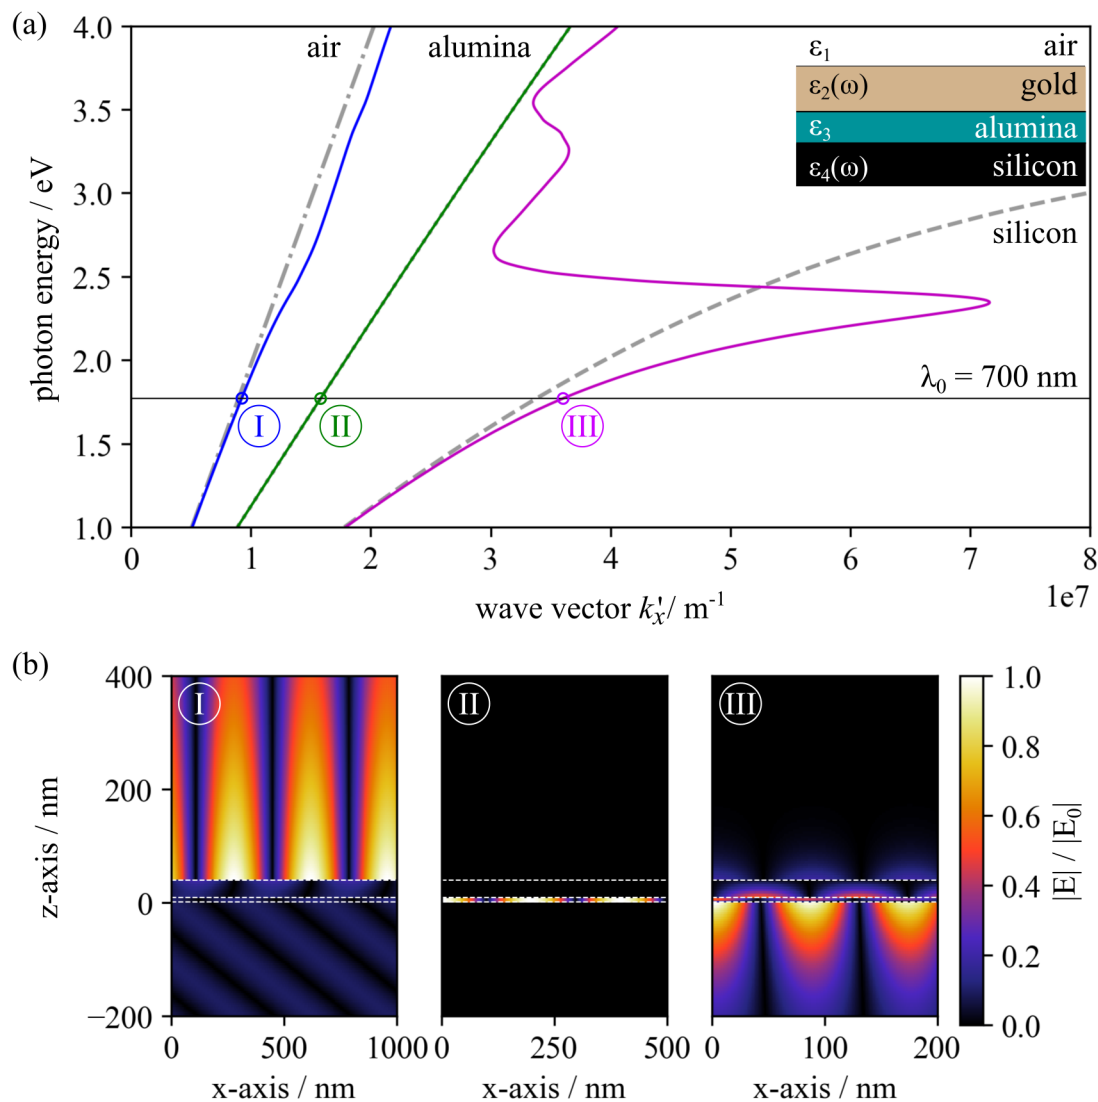 (a)
4.0
3.5
3.0
2.5
2.0
1.5
1.0
photon energy / eV
air
alumina
ε₁ air
ε₂(ω) gold
ε₃ alumina
ε₄(ω) silicon
silicon
λ₀ = 700 nm
I
II
III
0 1 2 3 4 5 6 7 8
1e7
wave vector kₓ'/ m⁻¹
(b)
400
200
0
−200
z-axis / nm
I
II
III
0 500 1000
x-axis / nm
0 250 500
x-axis / nm
0 100 200
x-axis / nm
1.0
0.8
0.6
0.4
0.2
0.0
|E| / |E₀|